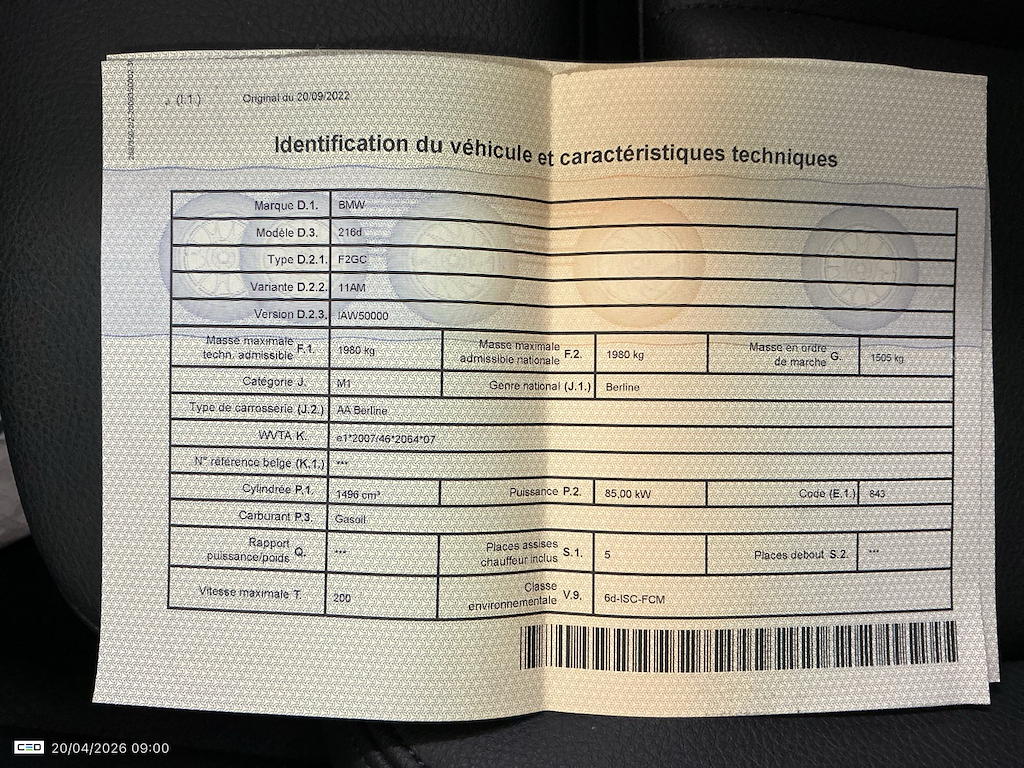 (I.1.) Original du 20/09/2022
Identification du véhicule et caractéristiques techniques
Marque D.1. BMW
Modèle D.3. 216d
Type D.2.1. F2GC
Variante D.2.2. 11AM
Version D.2.3. IAW50000
Masse maximale techn. admissible F.1. 1980 kg Masse maximale admissible nationale F.2. 1980 kg Masse en ordre de marche G. 1505 kg
Catégorie J. M1 Genre national (J.1.) Berline
Type de carrosserie (J.2.) AA Berline
WVTA K. e1*2007/46*2064*07
N° référence belge (K.1.) ***
Cylindrée P.1. 1496 cm³ Puissance P.2. 85,00 kW Code (E.1.) 843
Carburant P.3. Gasoil
Rapport puissance/poids Q. *** Places assises chauffeur inclus S.1. 5 Places debout S.2. ***
Vitesse maximale T. 200 Classe environnementale V.9. 6d-ISC-FCM
CEO 20/04/2026 09:00